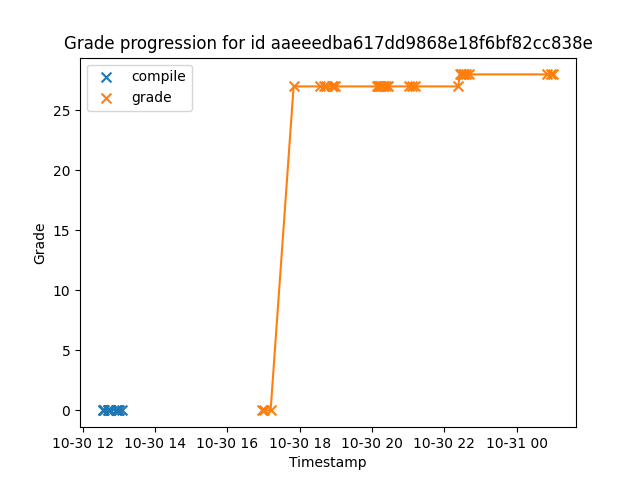 Grade progression for id aaeeedba617dd9868e18f6bf82cc838e
compile
grade
25
20
15
10
5
0
Grade
10-30 12
10-30 14
10-30 16
10-30 18
10-30 20
10-30 22
10-31 00
Timestamp